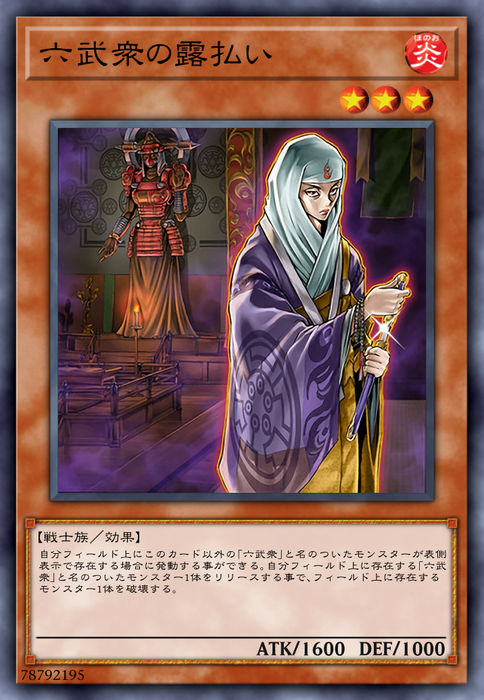 六武衆の露払い
ほのお
炎
【戦士族／効果】
自分フィールド上にこのカード以外の「六武衆」と名のついたモンスターが表側
表示で存在する場合に発動する事ができる。自分フィールド上に存在する「六武
衆」と名のついたモンスター1体をリリースする事で、フィールド上に存在する
モンスター1体を破壊する。
ATK/1600 DEF/1000
78792195